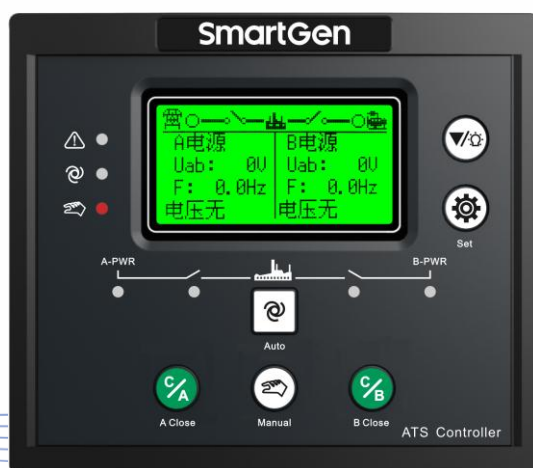 SmartGen
A电源 B电源
Uab: 0V Uab: 0V
F: 0.0Hz F: 0.0Hz
电压无 电压无
Set
A-PWR B-PWR
Auto
C/A C/B
A Close Manual B Close
ATS Controller